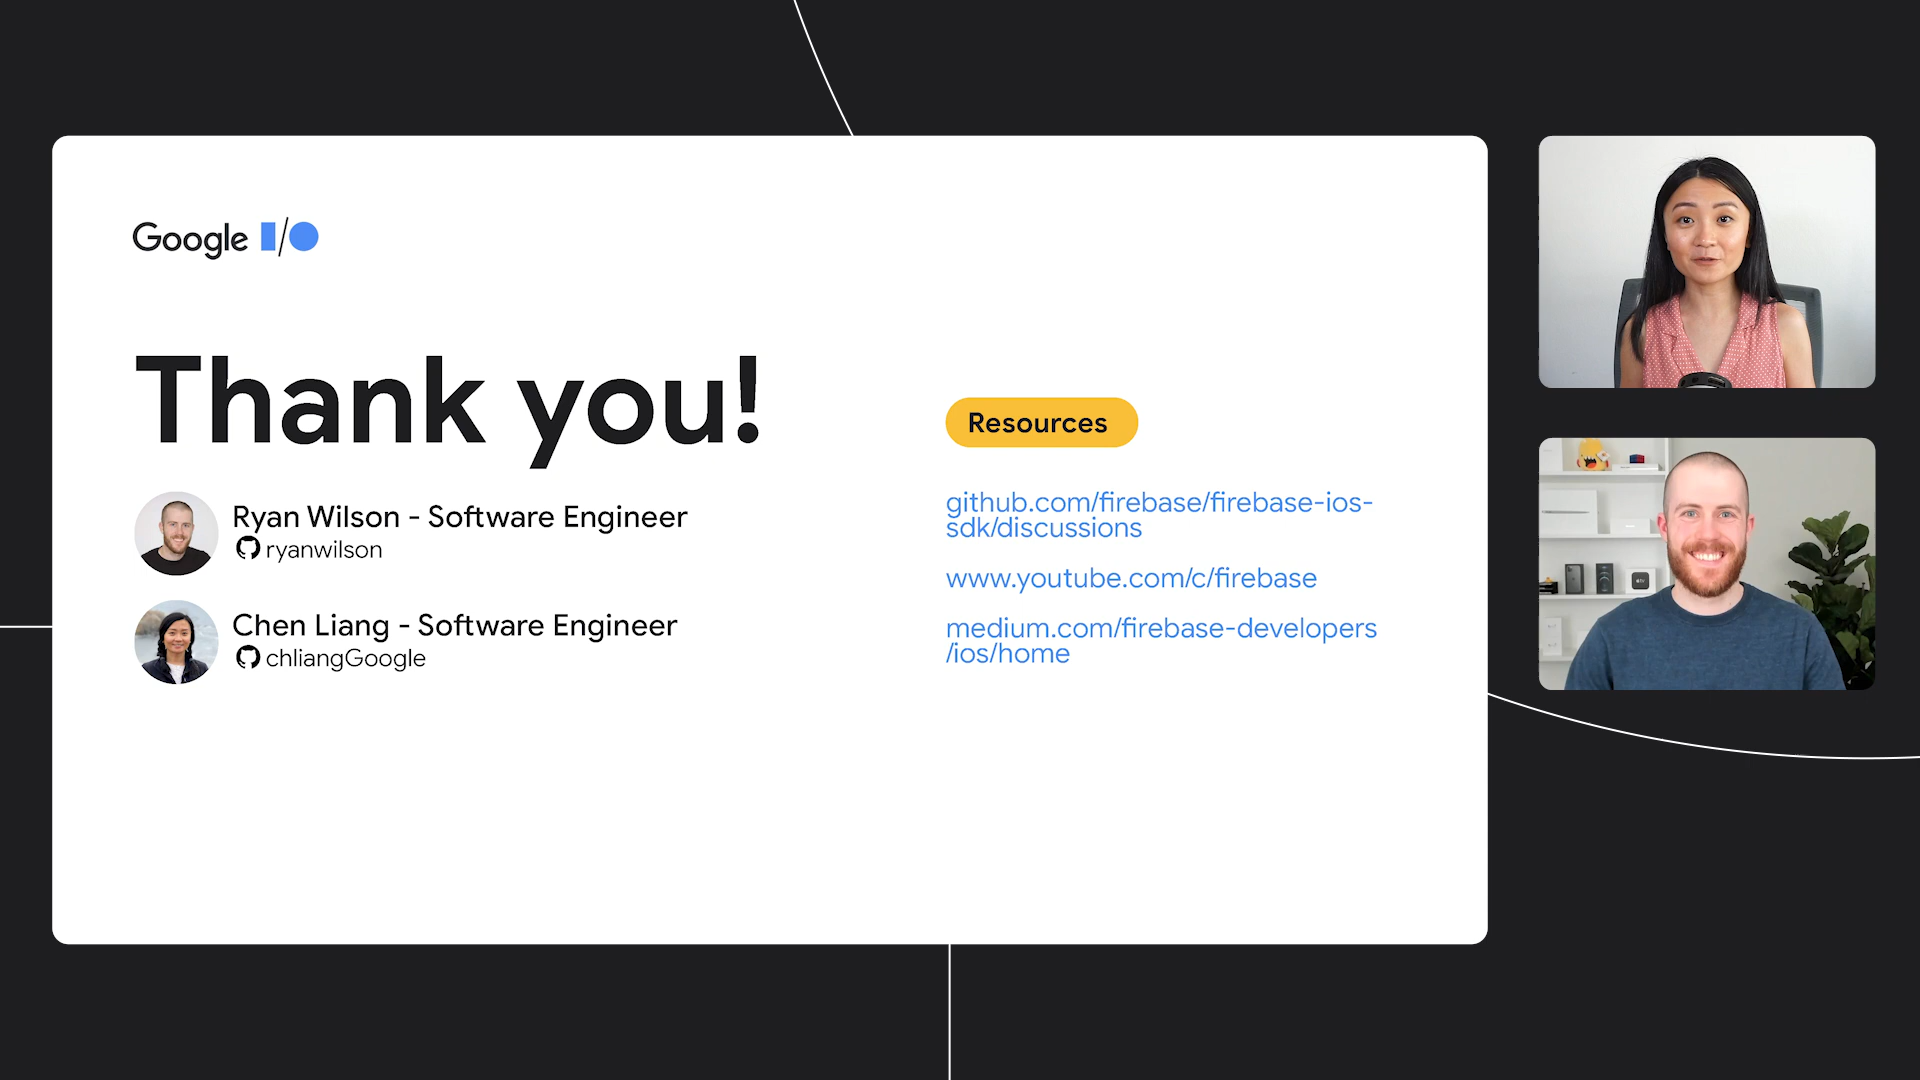 Google I/O
Thank you!
Ryan Wilson - Software Engineer
ryanwilson
Chen Liang - Software Engineer
chliangGoogle
Resources
github.com/firebase/firebase-ios-
sdk/discussions
www.youtube.com/c/firebase
medium.com/firebase-developers
/ios/home